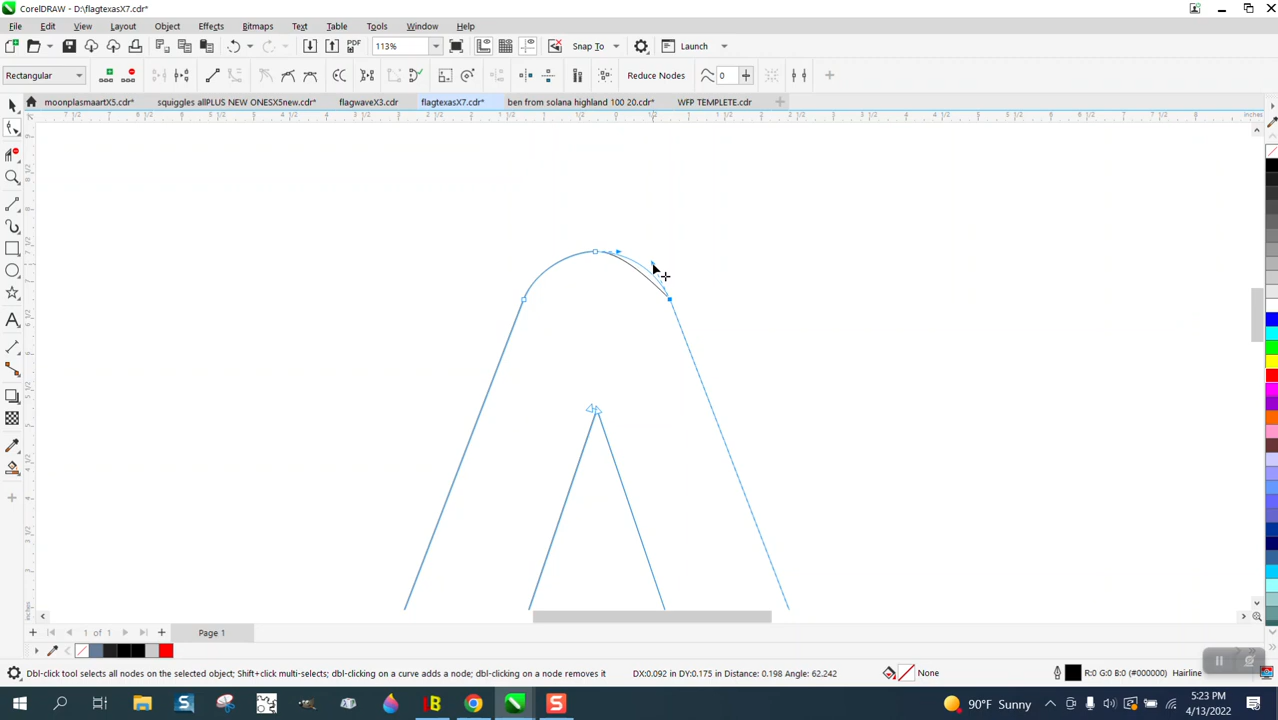 CorelDRAW - D:\flagtexasX7.cdr*
File Edit View Layout Object Effects Bitmaps Text Table Tools Window Help
PDF 113% Snap To Launch
Rectangular Reduce Nodes 0
moonplasmaartX5.cdr* squiggles allPLUS NEW ONESX5new.cdr* flagwaveX3.cdr flagtexasX7.cdr* ben from solana highland 100 20.cdr* WFP TEMPLETE.cdr
inches
1 of 1 Page 1
Dbl-click tool selects all nodes on the selected object; Shift+click multi-selects; dbl-clicking on a curve adds a node; dbl-clicking on nodes removes it DX:0.092 in DY:0.175 in Distance: 0.198 Angle: 62.242 None R:0 G:0 B:0 (#000000) Hairline
90°F Sunny 5:23 PM
4/13/2022